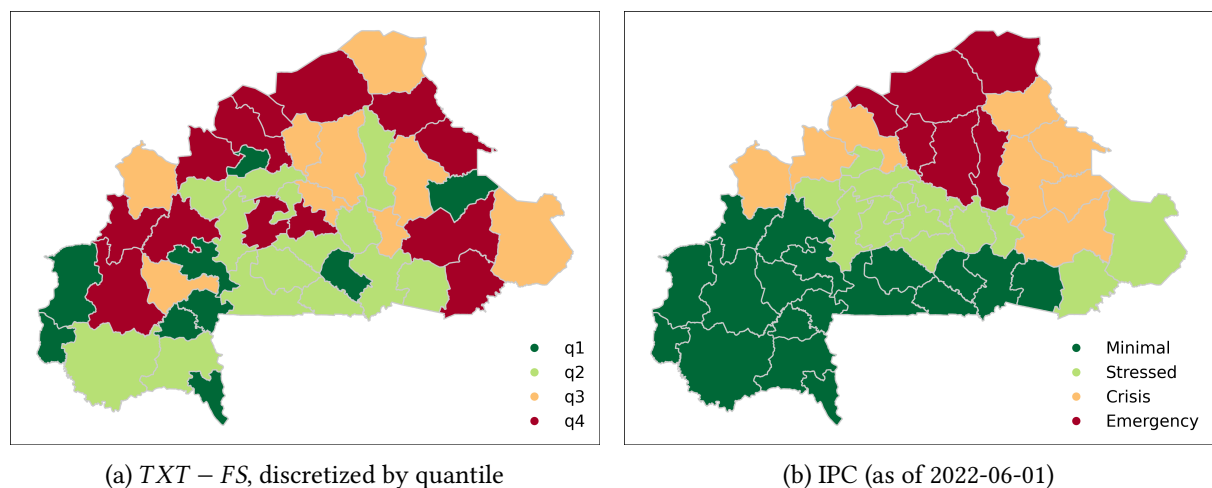 q1
q2
q3
q4
Minimal
Stressed
Crisis
Emergency
(a) TXT − FS, discretized by quantile
(b) IPC (as of 2022-06-01)